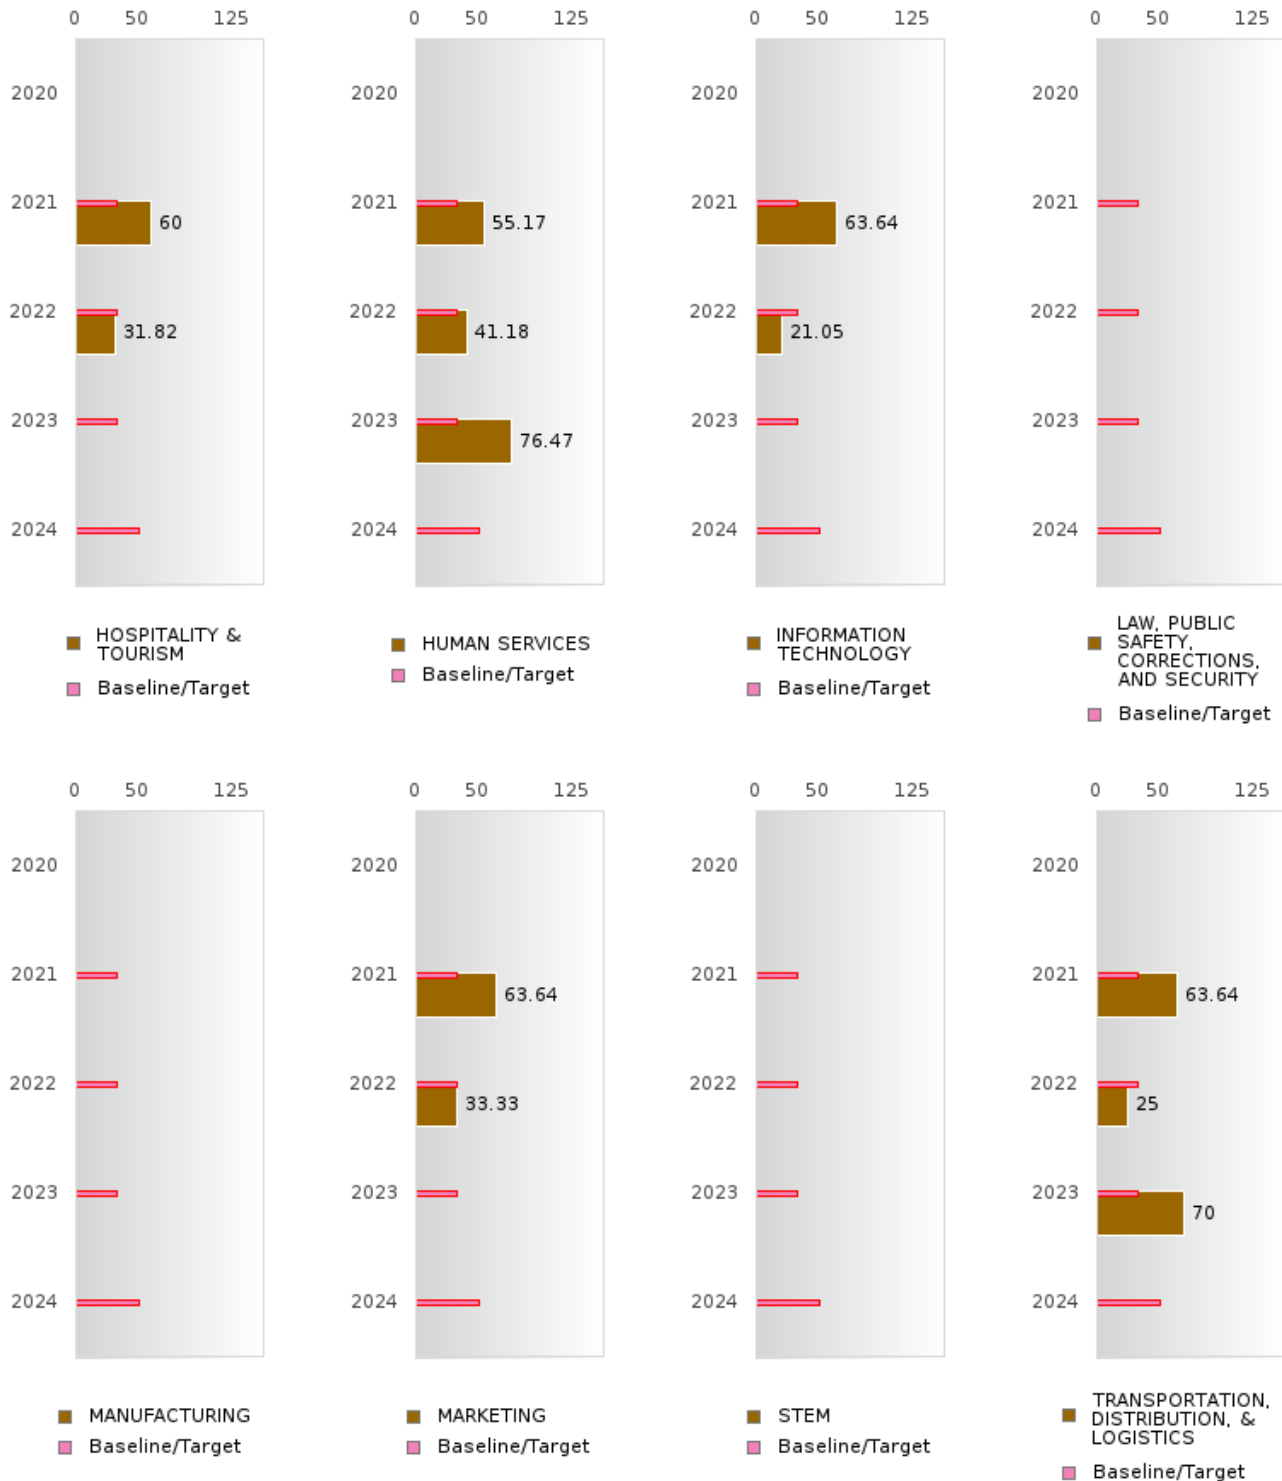 0 50 125
2020
2021
60
2022
31.82
2023
2024
HOSPITALITY &
TOURISM
Baseline/Target
0 50 125
2020
2021
55.17
2022
41.18
2023
76.47
2024
HUMAN SERVICES
Baseline/Target
0 50 125
2020
2021
63.64
2022
21.05
2023
2024
INFORMATION
TECHNOLOGY
Baseline/Target
0 50 125
2020
2021
2022
2023
2024
LAW, PUBLIC
SAFETY,
CORRECTIONS,
AND SECURITY
Baseline/Target
0 50 125
2020
2021
2022
2023
2024
MANUFACTURING
Baseline/Target
0 50 125
2020
2021
63.64
2022
33.33
2023
2024
MARKETING
Baseline/Target
0 50 125
2020
2021
2022
2023
2024
STEM
Baseline/Target
0 50 125
2020
2021
63.64
2022
25
2023
70
2024
TRANSPORTATION,
DISTRIBUTION, &
LOGISTICS
Baseline/Target